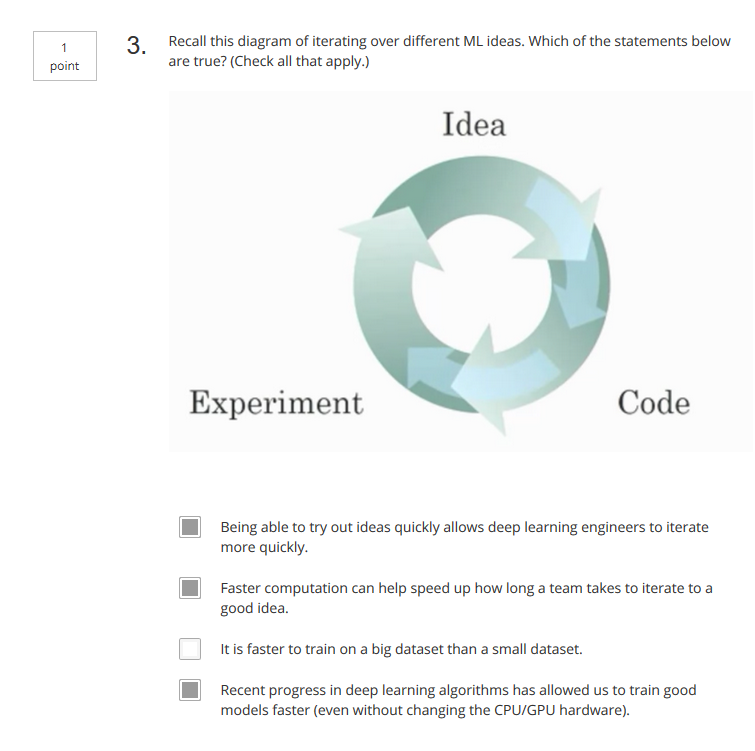 1
point
3.
Recall this diagram of iterating over different ML ideas. Which of the statements below
are true? (Check all that apply.)
Idea
Experiment
Code
Being able to try out ideas quickly allows deep learning engineers to iterate
more quickly.
Faster computation can help speed up how long a team takes to iterate to a
good idea.
It is faster to train on a big dataset than a small dataset.
Recent progress in deep learning algorithms has allowed us to train good
models faster (even without changing the CPU/GPU hardware).